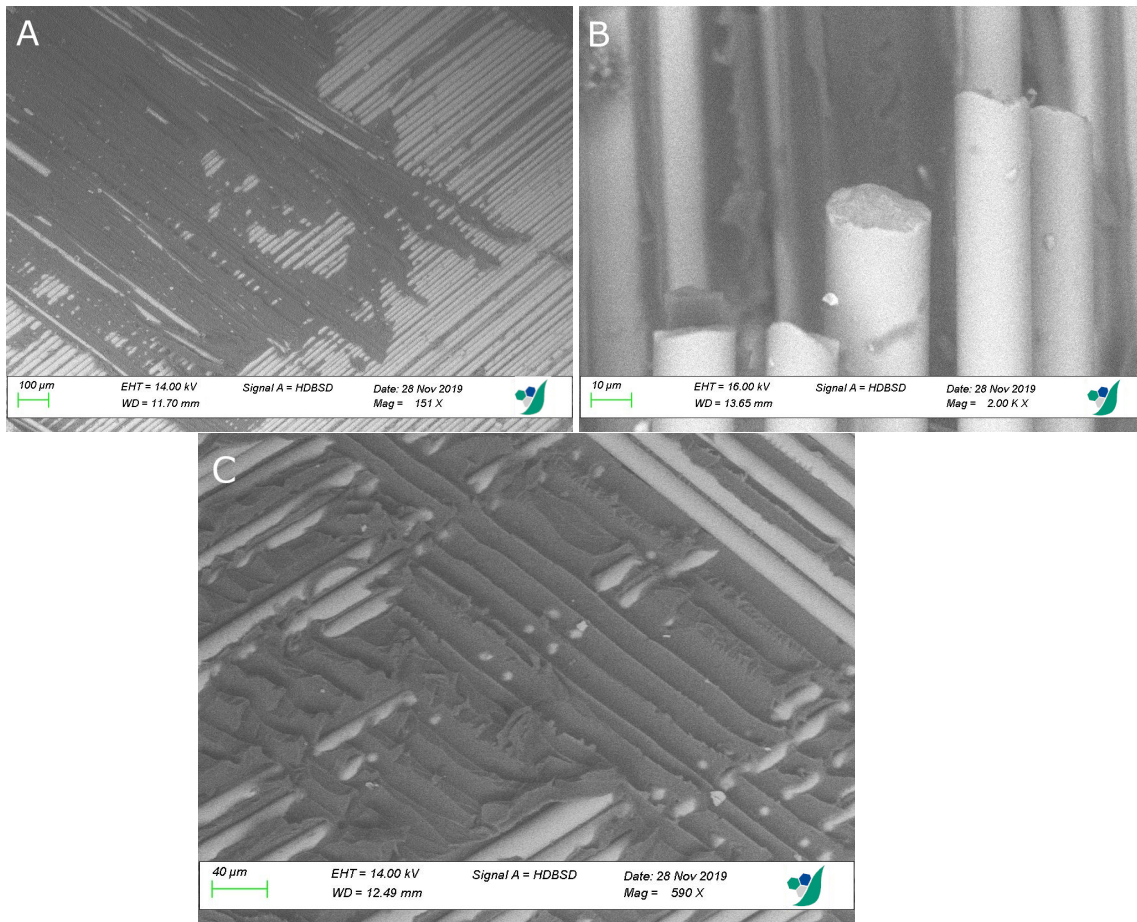 A
100 µm
EHT = 14.00 kV
Signal A = HDBSD
Date: 28 Nov 2019
WD = 11.70 mm
Mag = 151 X
B
10 µm
EHT = 16.00 kV
Signal A = HDBSD
Date: 28 Nov 2019
WD = 13.65 mm
Mag = 2.00 K X
C
40 µm
EHT = 14.00 kV
Signal A = HDBSD
Date: 28 Nov 2019
WD = 12.49 mm
Mag = 590 X